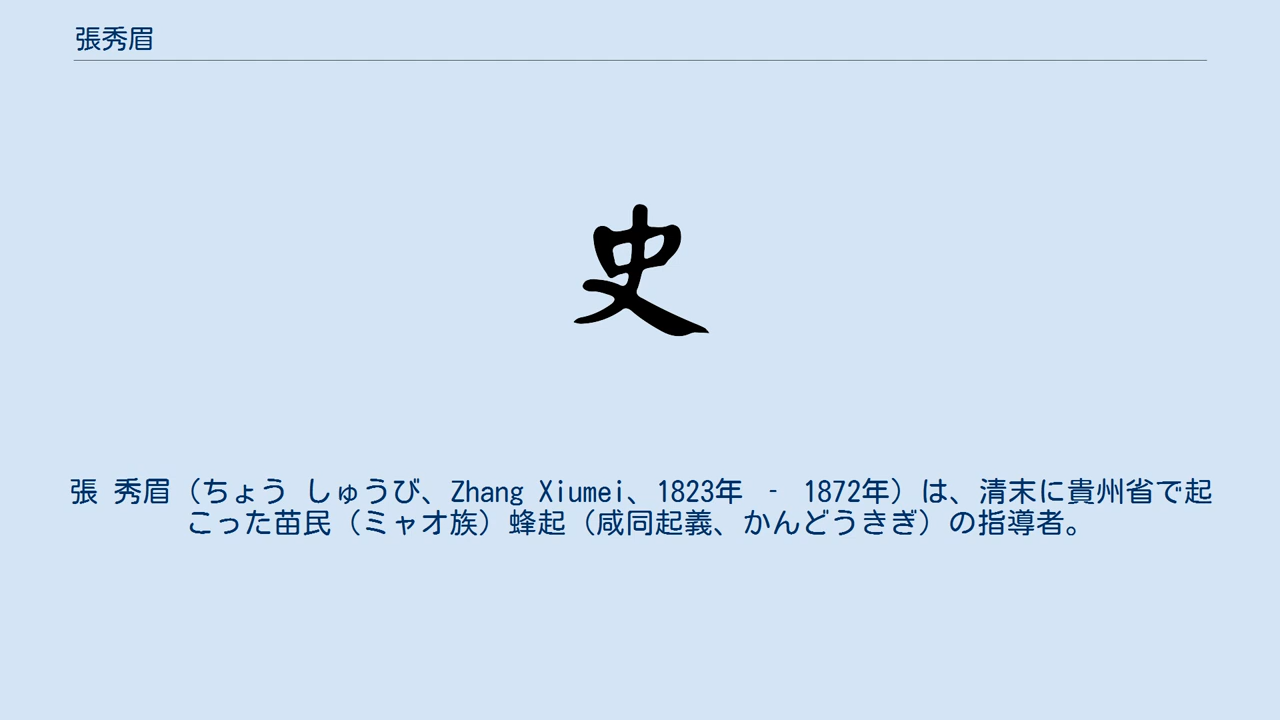 張秀眉
史
張 秀眉（ちょう しゅうび、Zhang Xiumei、1823年 - 1872年）は、清末に貴州省で起
こった苗民（ミャオ族）蜂起（咸同起義、かんどうきぎ）の指導者。